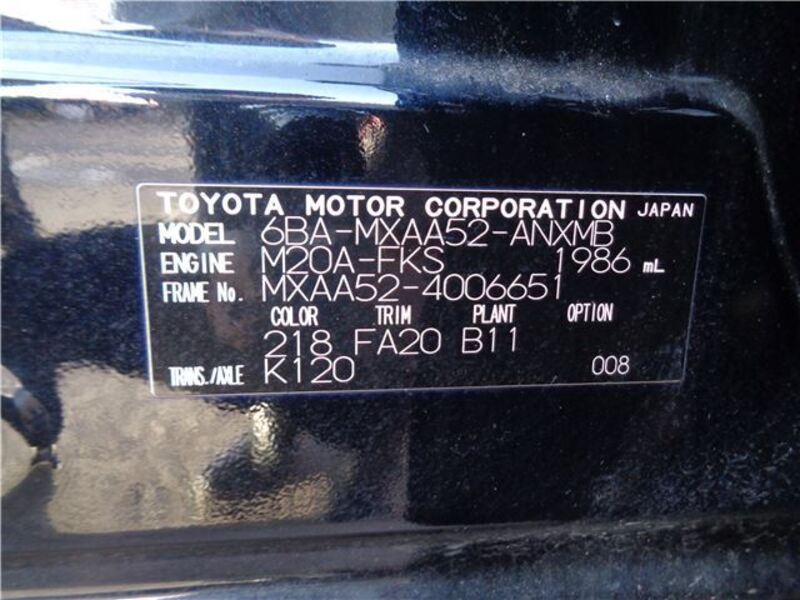 TOYOTA MOTOR CORPORATION JAPAN
MODEL 6BA-MXAA52-ANXMB
ENGINE M20A-FKS 1986 mL
FRAME No. MXAA52-4006651
COLOR TRIM PLANT OPTION
218 FA20 B11
TRANS./AXLE K120 008